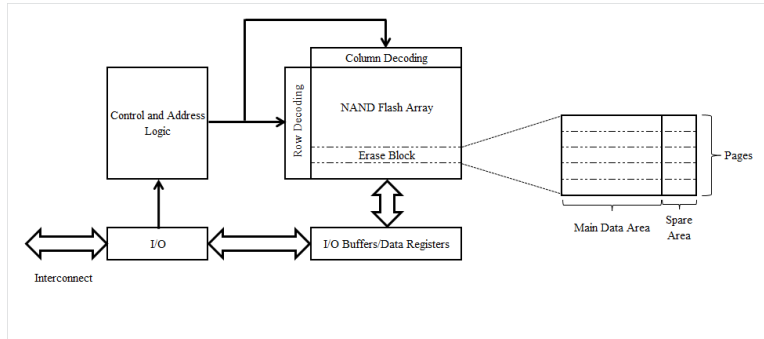 Column Decoding
Control and Address
Logic
Row Decoding
NAND Flash Array
Erase Block
Pages
Main Data Area
Spare
Area
I/O
I/O Buffers/Data Registers
Interconnect